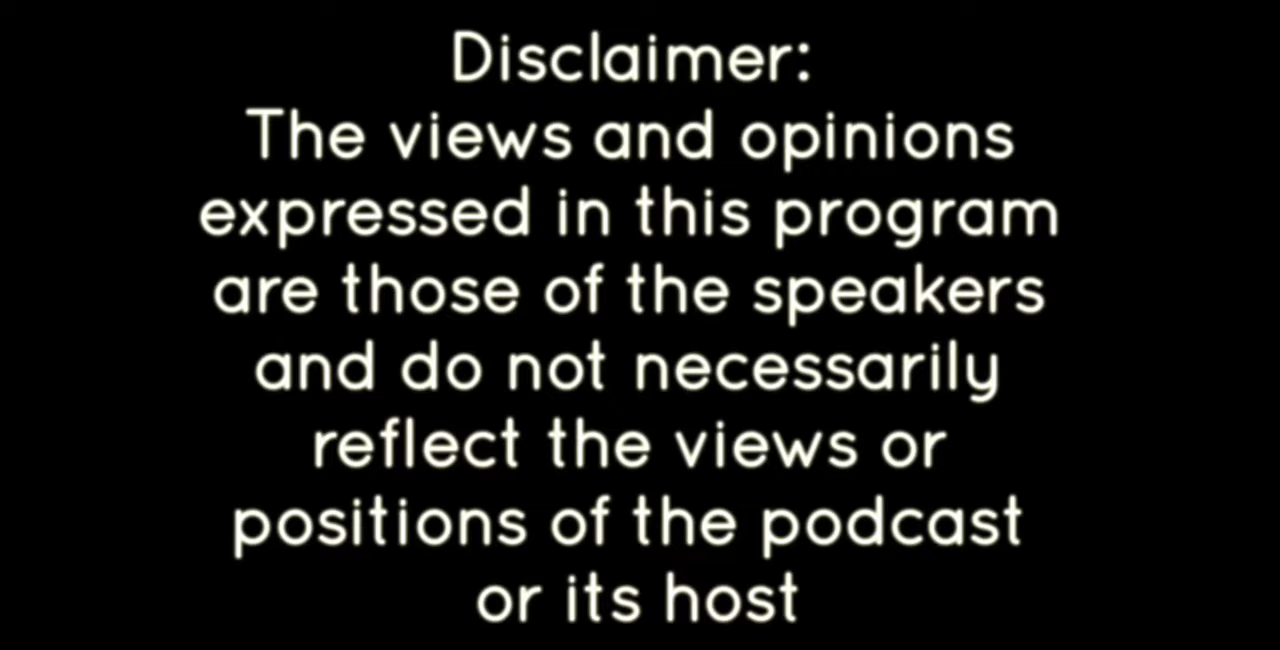 Disclaimer:
The views and opinions
expressed in this program
are those of the speakers
and do not necessarily
reflect the views or
positions of the podcast
or its host